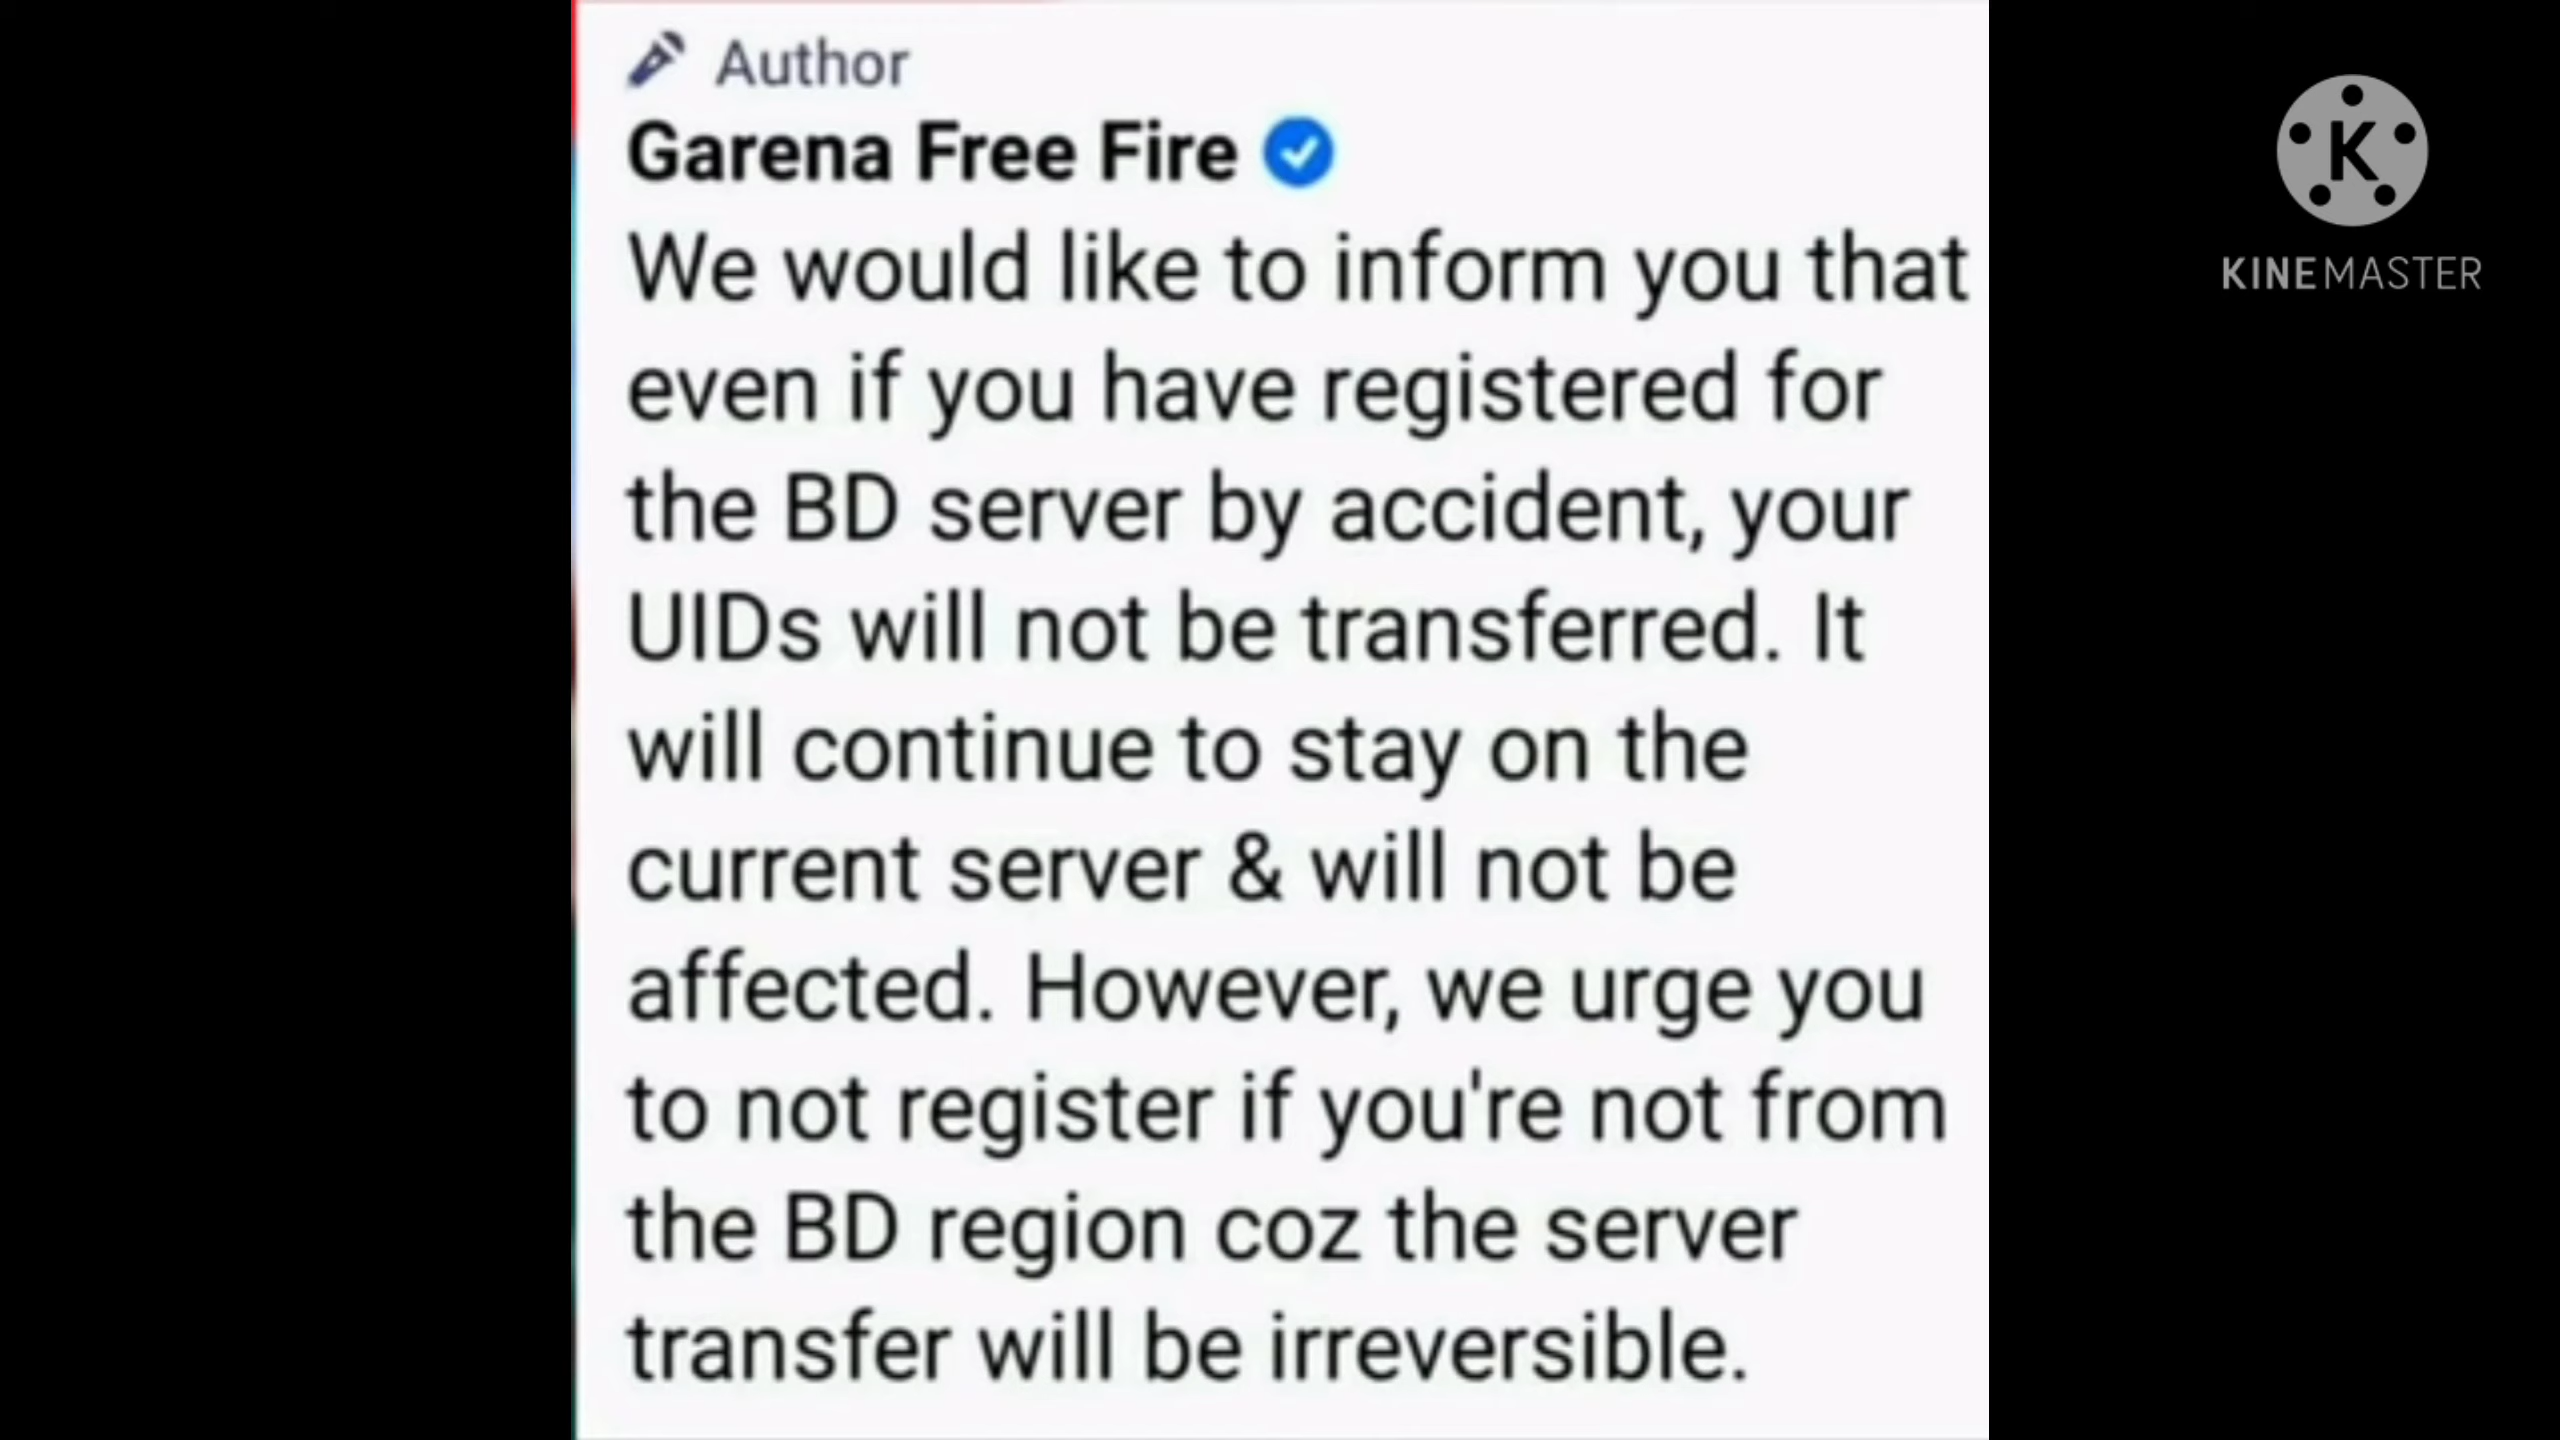 Author
Garena Free Fire
We would like to inform you that
even if you have registered for
the BD server by accident, your
UIDs will not be transferred. It
will continue to stay on the
current server & will not be
affected. However, we urge you
to not register if you're not from
the BD region coz the server
transfer will be irreversible.
K
KINEMASTER